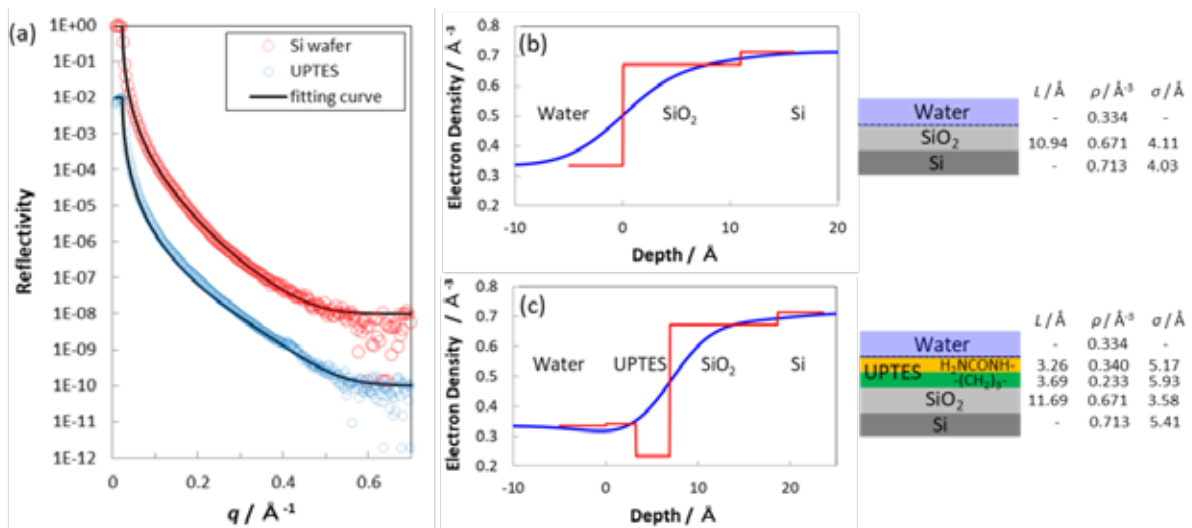 (a)
1E+00
1E-01
1E-02
1E-03
1E-04
1E-05
1E-06
1E-07
1E-08
1E-09
1E-10
1E-11
1E-12
Reflectivity
0 0.2 0.4 0.6
q / Å⁻¹
Si wafer
UPTES
fitting curve
(b)
Electron Density / Å⁻³
0.8
0.7
0.6
0.5
0.4
0.3
0.2
Water SiO₂ Si
-10 0 10 20
Depth / Å
L / Å ρ / Å⁻³ σ / Å
Water - 0.334 -
SiO₂ 10.94 0.671 4.11
Si - 0.713 4.03
(c)
Electron Density / Å⁻³
0.8
0.7
0.6
0.5
0.4
0.3
0.2
Water UPTES SiO₂ Si
-10 0 10 20
Depth / Å
L / Å ρ / Å⁻³ σ / Å
Water - 0.334 -
UPTES H₂NCONH- 3.26 0.340 5.17
-(CH₂)₃- 3.69 0.233 5.93
SiO₂ 11.69 0.671 3.58
Si - 0.713 5.41